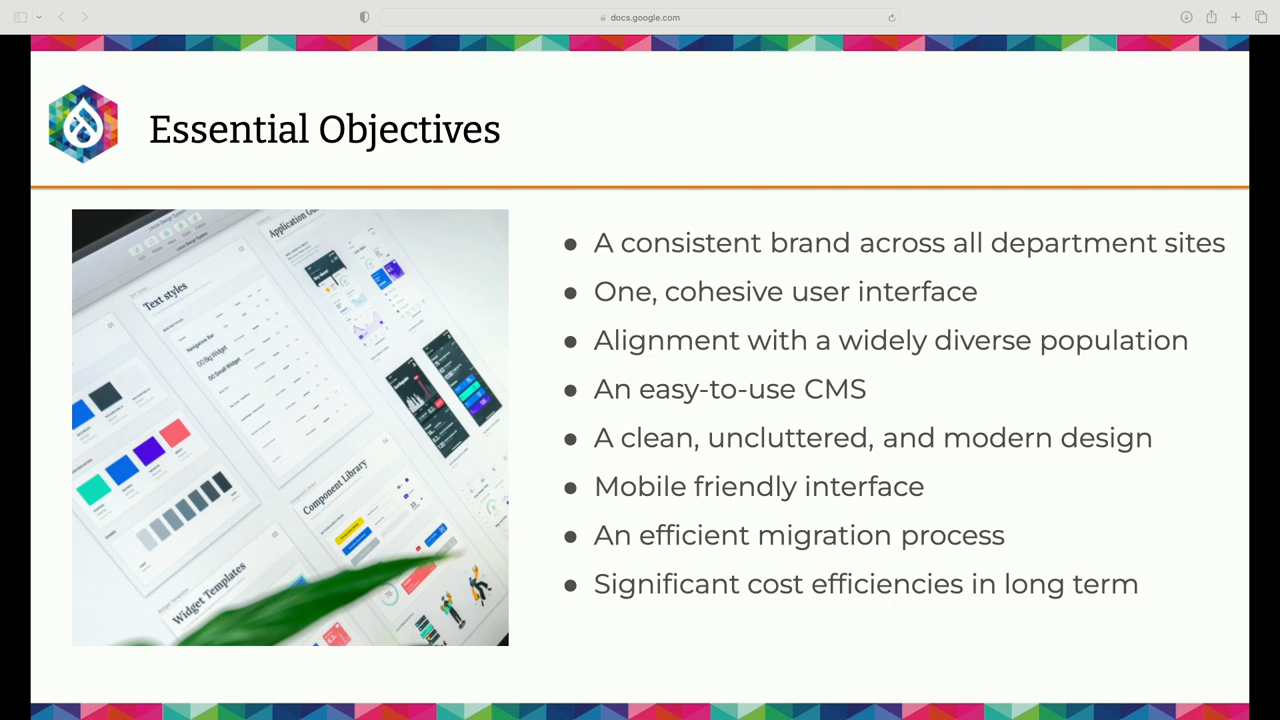 docs.google.com
Essential Objectives
Text styles
Navigation Bar
Component Library
Widget Templates
● A consistent brand across all department sites
● One, cohesive user interface
● Alignment with a widely diverse population
● An easy-to-use CMS
● A clean, uncluttered, and modern design
● Mobile friendly interface
● An efficient migration process
● Significant cost efficiencies in long term